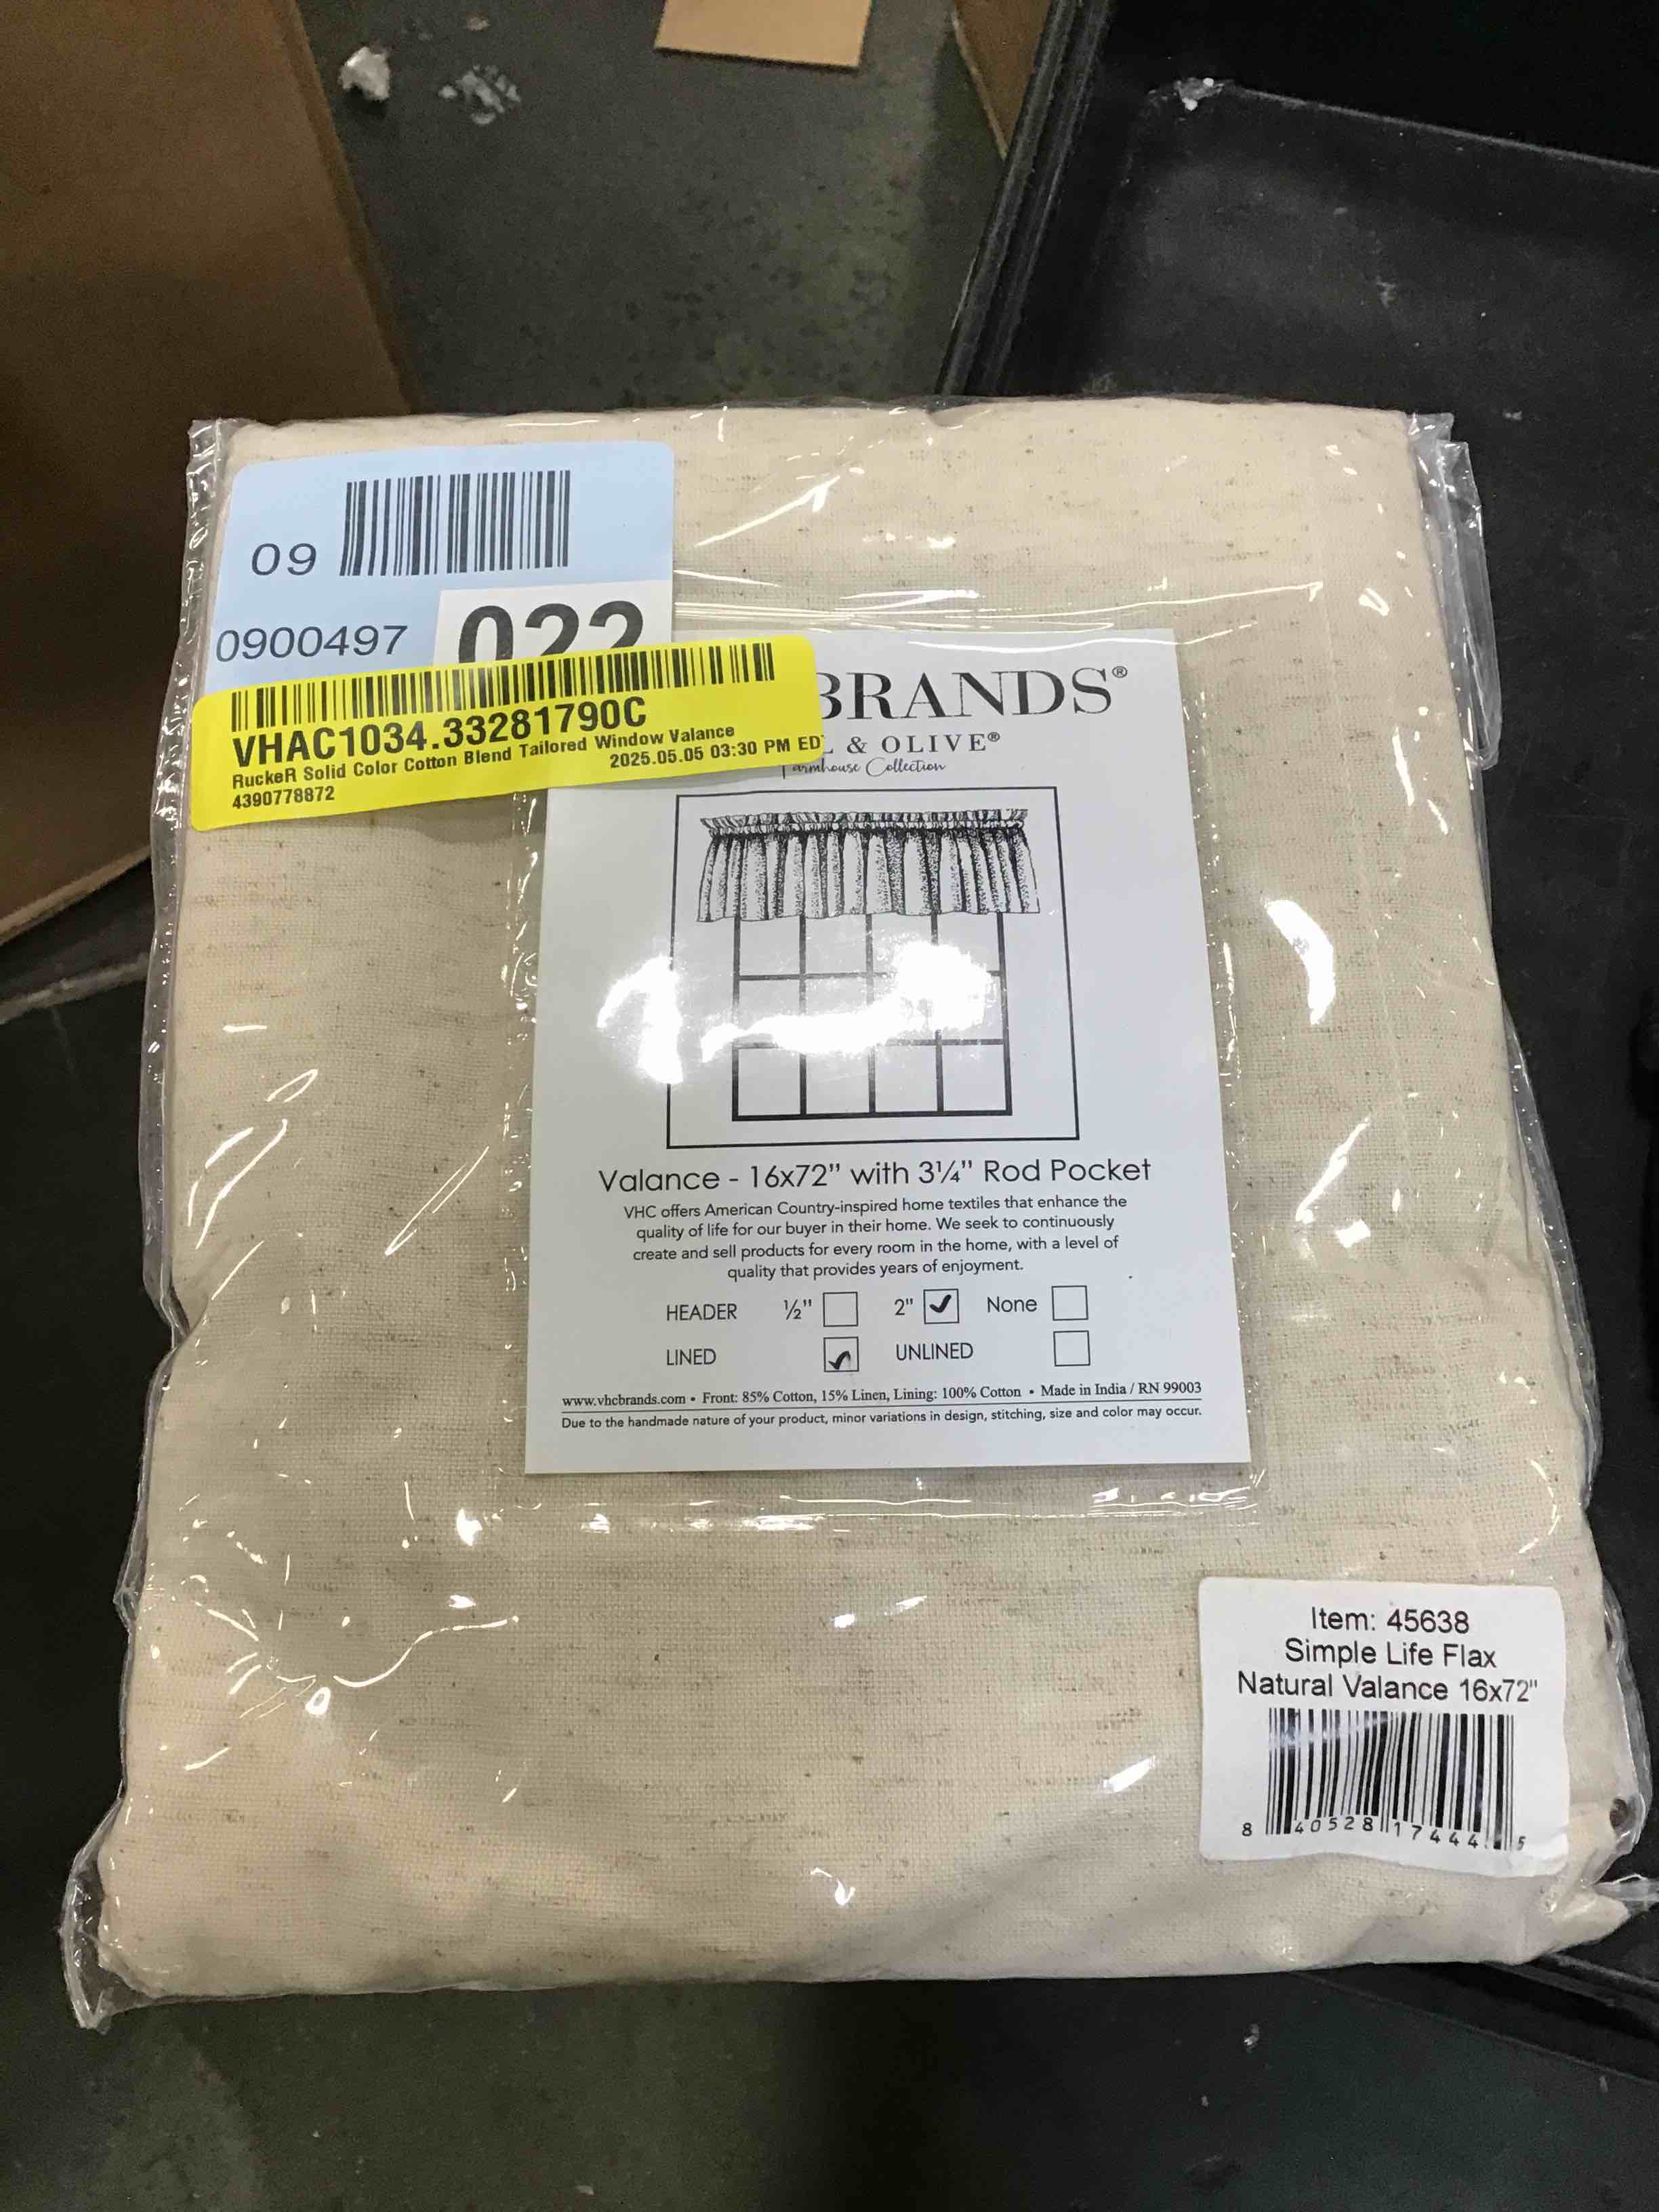 09
0900497
022
VHAC1034.33281790C
RuckeR Solid Color Cotton Blend Tailored Window Valance
2025.05.05 03:30 PM ED
4390778872
BRANDS®
& OLIVE®
Farmhouse Collection
Valance - 16x72” with 3¼” Rod Pocket
VHC offers American Country-inspired home textiles that enhance the
quality of life for our buyer in their home. We seek to continuously
create and sell products for every room in the home, with a level of
quality that provides years of enjoyment.
HEADER ½” 2" None
LINED UNLINED
www.vhcbrands.com • Front: 85% Cotton, 15% Linen, Lining: 100% Cotton • Made in India / RN 99003
Due to the handmade nature of your product, minor variations in design, stitching, size and color may occur.
Item: 45638
Simple Life Flax
Natural Valance 16x72"
8 40528 17444 5